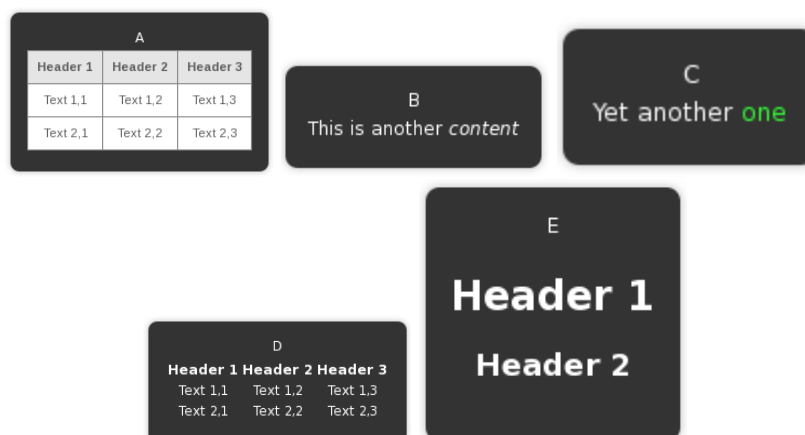 A
Header 1 Header 2 Header 3
Text 1,1 Text 1,2 Text 1,3
Text 2,1 Text 2,2 Text 2,3
B
This is another content
C
Yet another one
D
Header 1 Header 2 Header 3
Text 1,1 Text 1,2 Text 1,3
Text 2,1 Text 2,2 Text 2,3
E
Header 1
Header 2